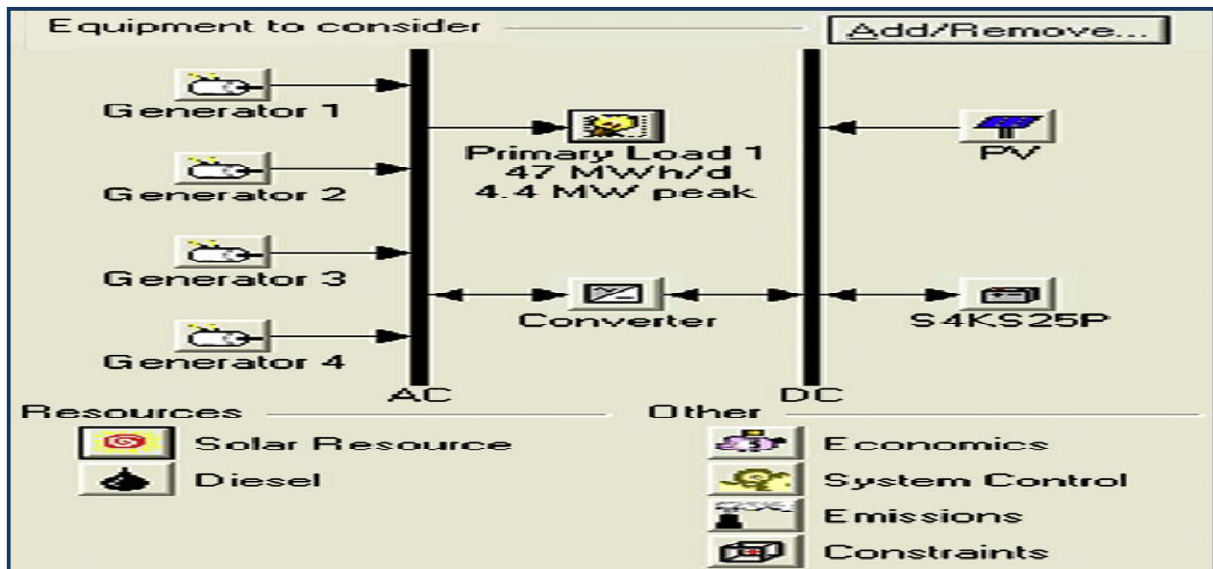 Equipment to consider
Add/Remove...
Generator 1
Generator 2
Generator 3
Generator 4
Primary Load 1
47 MWh/d
4.4 MW peak
Converter
PV
S4KS25P
AC
DC
Resources
Solar Resource
Diesel
Other
Economics
System Control
Emissions
Constraints